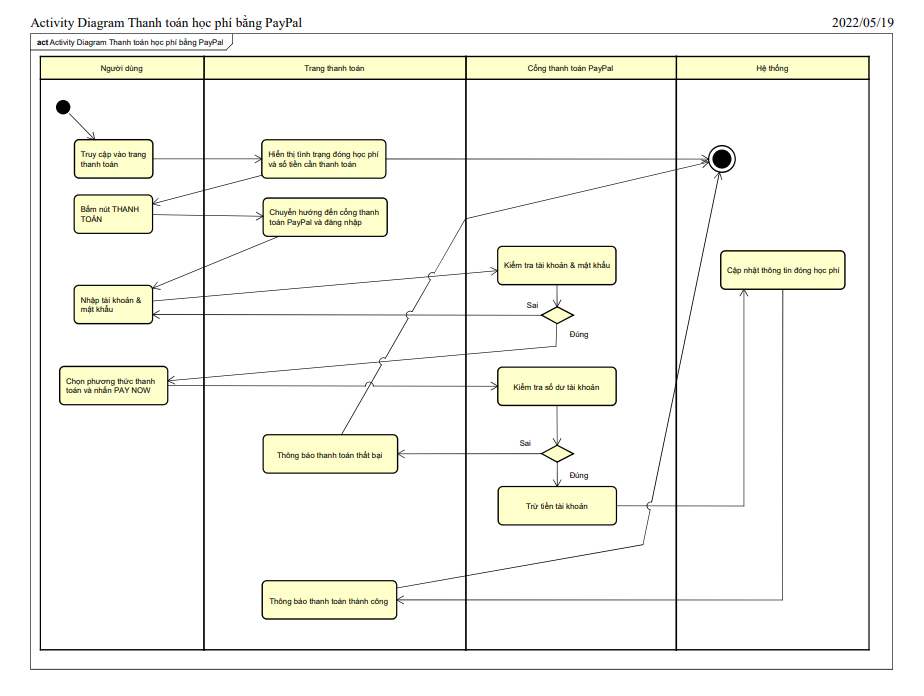 Activity Diagram Thanh toán học phí bằng PayPal
2022/05/19
act Activity Diagram Thanh toán học phí bằng PayPal
Người dùng
Trang thanh toán
Cổng thanh toán PayPal
Hệ thống
Truy cập vào trang
thanh toán
Hiển thị tình trạng đóng học phí
và số tiền cần thanh toán
Bấm nút THANH
TOÁN
Chuyển hướng đến cổng thanh
toán PayPal và đăng nhập
Kiểm tra tài khoản & mật khẩu
Cập nhật thông tin đóng học phí
Nhập tài khoản &
mật khẩu
Sai
Đúng
Chọn phương thức thanh
toán và nhấn PAY NOW
Kiểm tra số dư tài khoản
Sai
Thông báo thanh toán thất bại
Đúng
Trừ tiền tài khoản
Thông báo thanh toán thành công